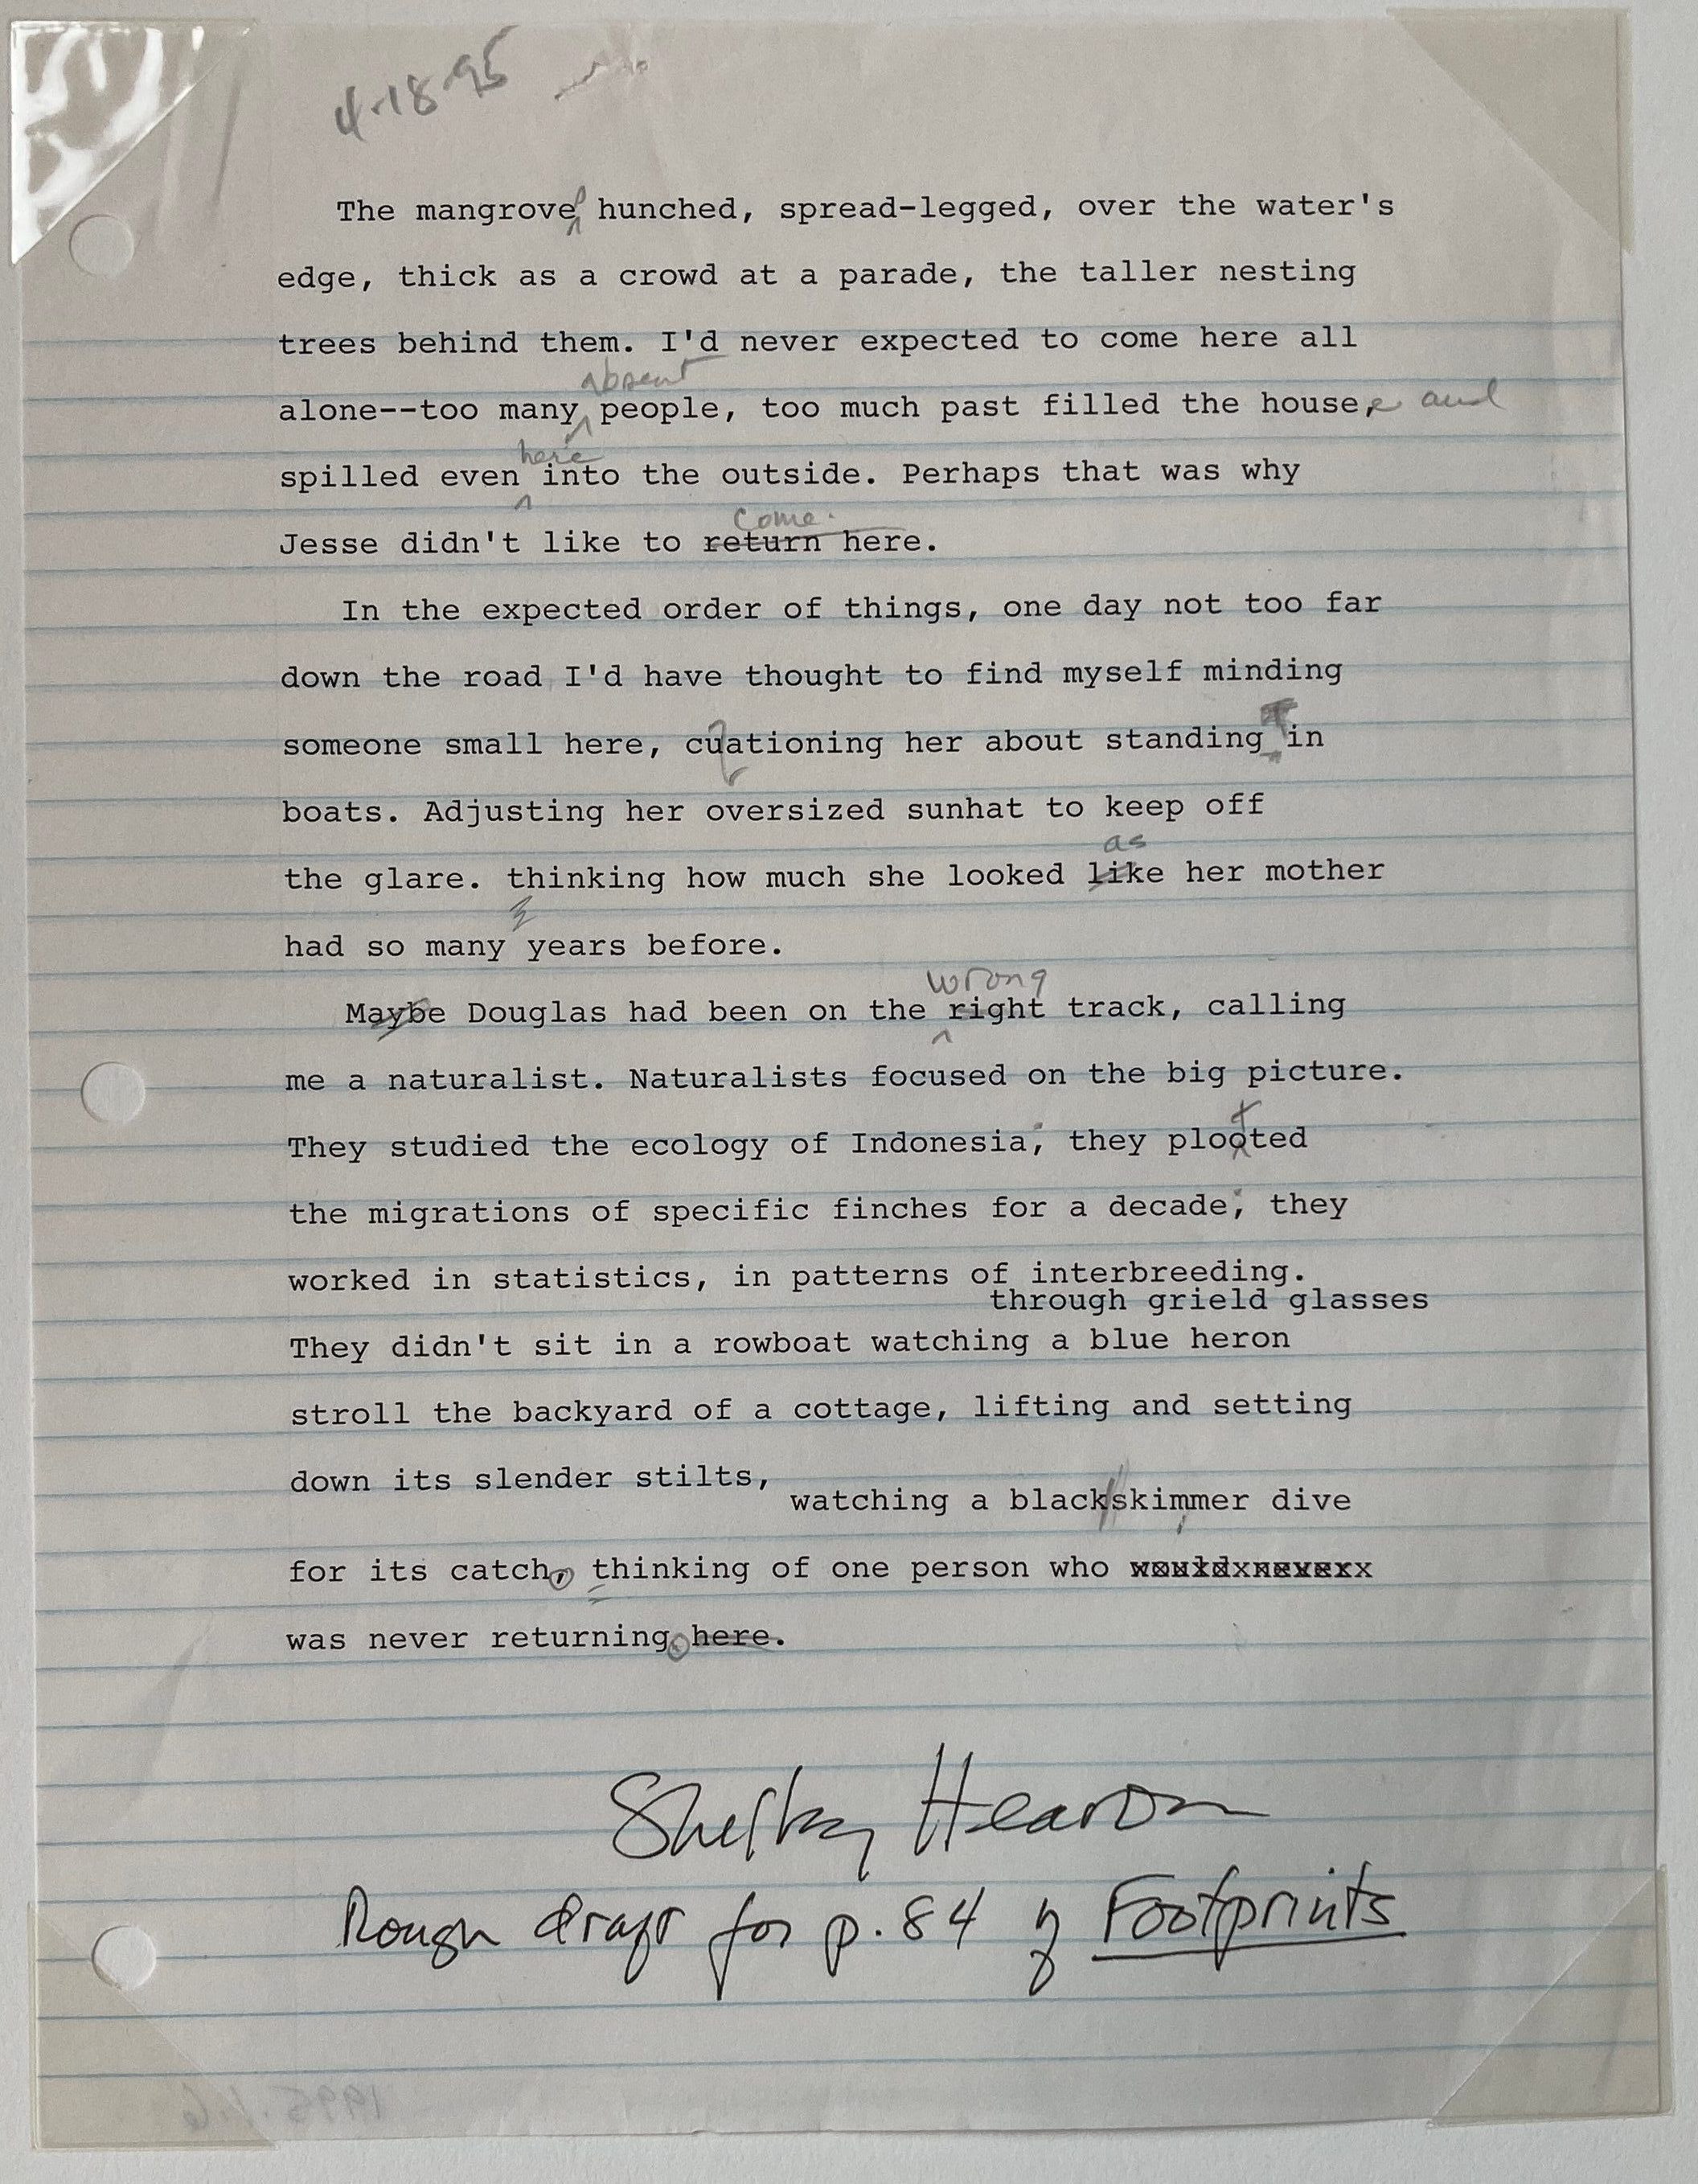 4-18-95
The mangrove hunched, spread-legged, over the water's
edge, thick as a crowd at a parade, the taller nesting
trees behind them. I'd never expected to come here all
absent
alone--too many people, too much past filled the house, and
here
spilled even into the outside. Perhaps that was why
come.
Jesse didn't like to return here.
In the expected order of things, one day not too far
down the road I'd have thought to find myself minding
someone small here, cuationing her about standing in
boats. Adjusting her oversized sunhat to keep off
as
the glare. thinking how much she looked like her mother
had so many years before.
wrong
Maybe Douglas had been on the right track, calling
me a naturalist. Naturalists focused on the big picture.
They studied the ecology of Indonesia; they plooted
the migrations of specific finches for a decade; they
worked in statistics, in patterns of interbreeding.
through grield glasses
They didn't sit in a rowboat watching a blue heron
stroll the backyard of a cottage, lifting and setting
down its slender stilts,
watching a blackskimmer dive
for its catch, thinking of one person who wouldxneverx
was never returning. here.
Shelby Hearon
Rough draft for p. 84 of Footprints